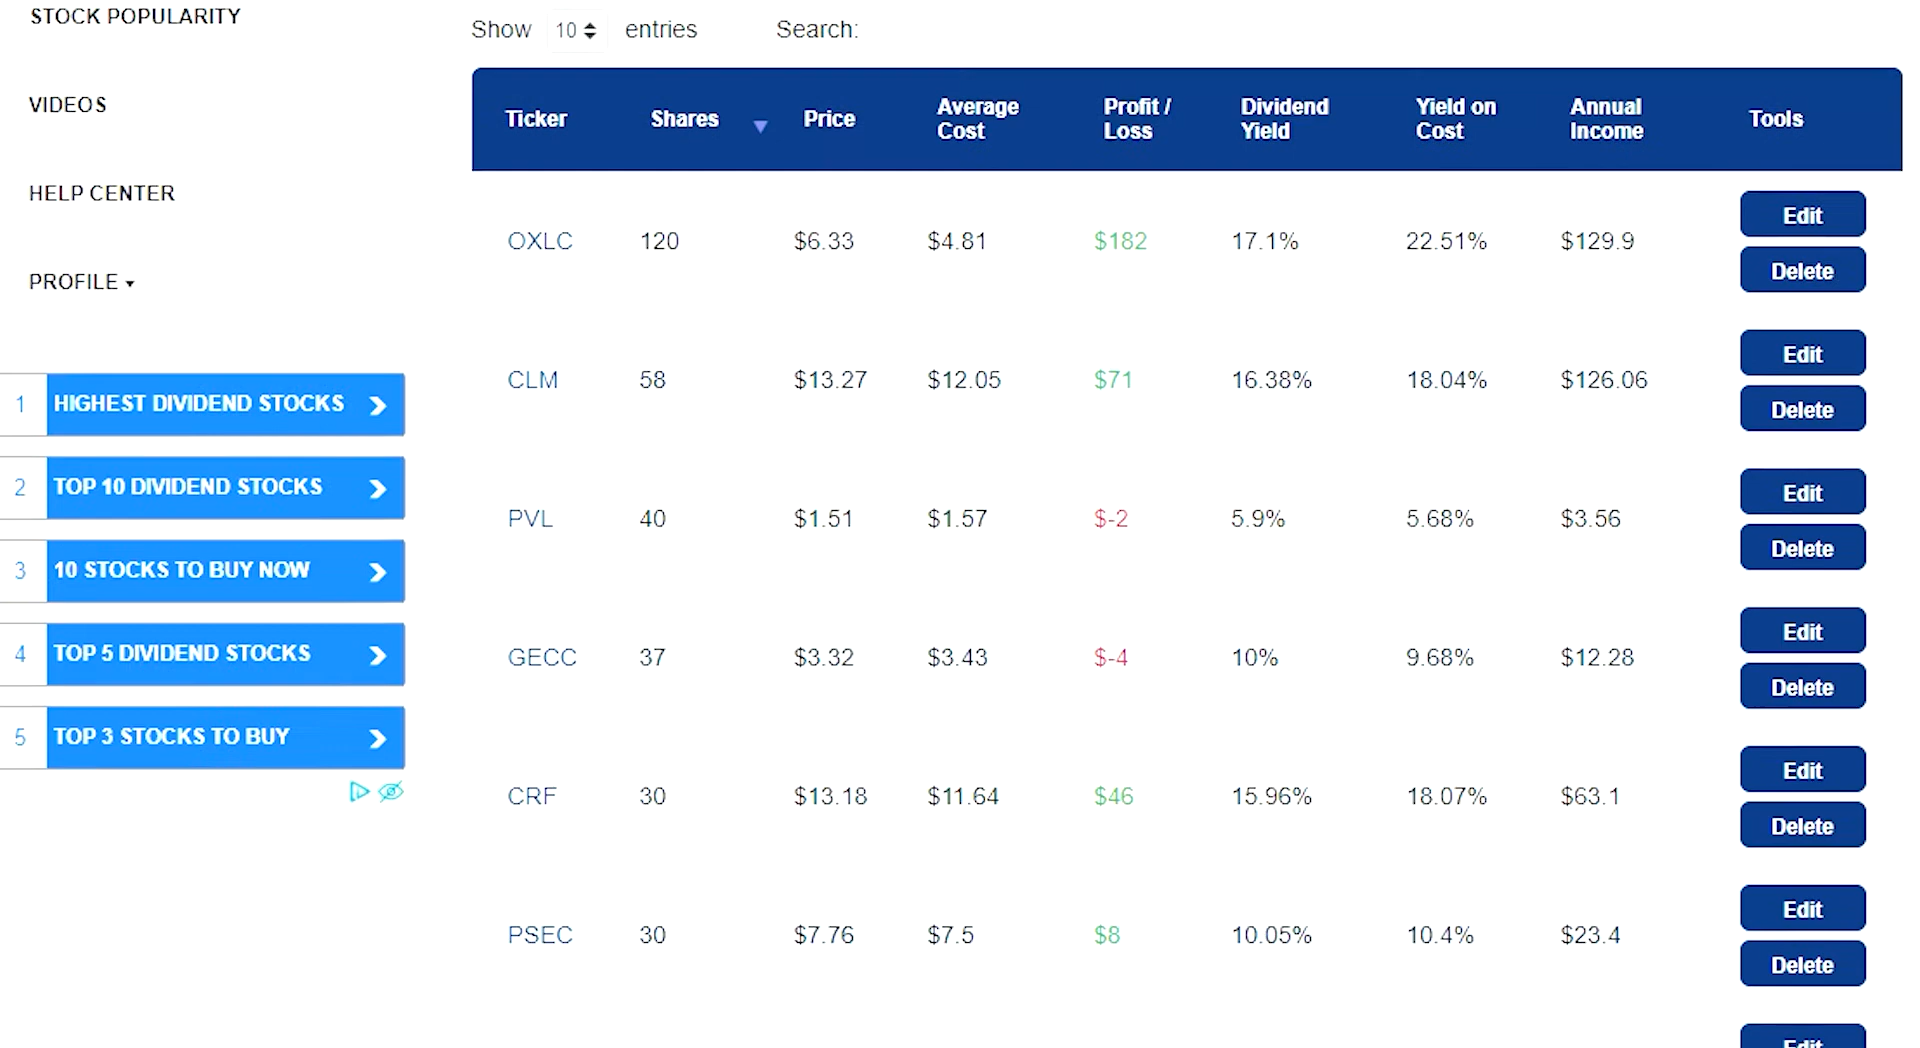 STOCK POPULARITY
VIDEOS
HELP CENTER
PROFILE
1 HIGHEST DIVIDEND STOCKS
2 TOP 10 DIVIDEND STOCKS
3 10 STOCKS TO BUY NOW
4 TOP 5 DIVIDEND STOCKS
5 TOP 3 STOCKS TO BUY
Show 10 entries Search:
Ticker Shares Price Average Cost Profit / Loss Dividend Yield Yield on Cost Annual Income Tools
OXLC 120 $6.33 $4.81 $182 17.1% 22.51% $129.9 Edit Delete
CLM 58 $13.27 $12.05 $71 16.38% 18.04% $126.06 Edit Delete
PVL 40 $1.51 $1.57 $-2 5.9% 5.68% $3.56 Edit Delete
GECC 37 $3.32 $3.43 $-4 10% 9.68% $12.28 Edit Delete
CRF 30 $13.18 $11.64 $46 15.96% 18.07% $63.1 Edit Delete
PSEC 30 $7.76 $7.5 $8 10.05% 10.4% $23.4 Edit Delete
Edit